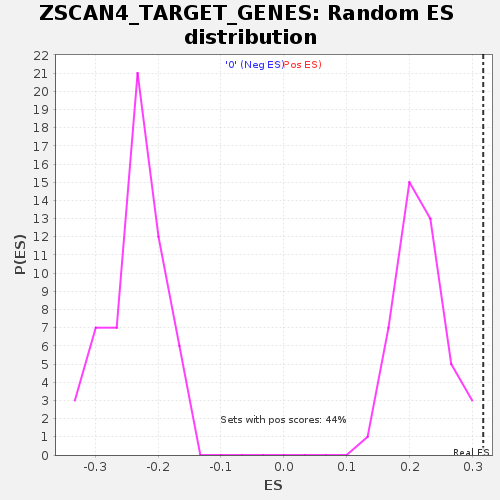 ZSCAN4_TARGET_GENES: Random ES
distribution
'0' (Neg ES) Pos ES)
22
21
20
19
18
17
16
15
14
13
12
11
10
9
8
7
6
5
4
3
2
1
0
P(ES)
Sets with pos scores: 44%
Real ES
-0.3 -0.2 -0.1 0.0 0.1 0.2 0.3
ES